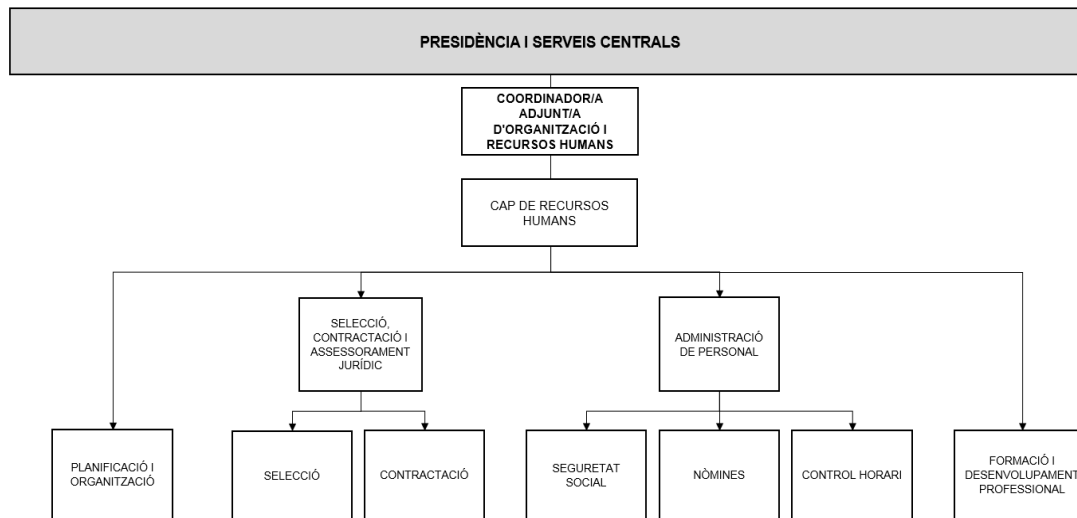 PRESIDÈNCIA I SERVEIS CENTRALS
COORDINADOR/A
ADJUNT/A
D'ORGANITZACIÓ I
RECURSOS HUMANS
CAP DE RECURSOS
HUMANS
SELECCIÓ,
CONTRACTACIÓ I
ASSESSORAMENT
JURÍDIC
ADMINISTRACIÓ
DE PERSONAL
PLANIFICACIÓ I
ORGANITZACIÓ
SELECCIÓ
CONTRACTACIÓ
SEGURETAT
SOCIAL
NÒMINES
CONTROL HORARI
FORMACIÓ I
DESENVOLUPAMENT
PROFESSIONAL